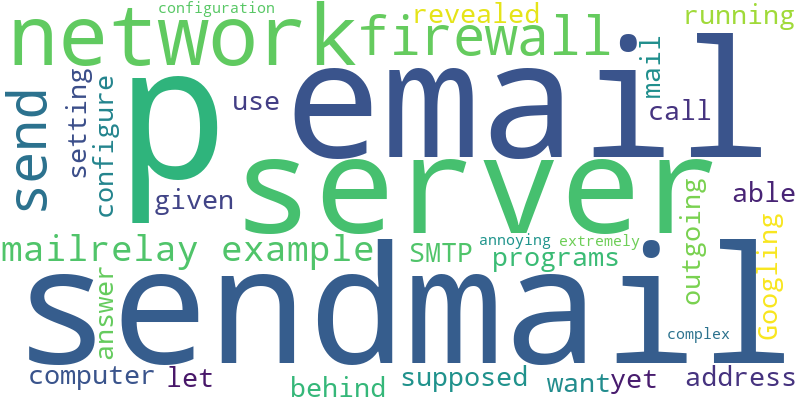 configuration
network
firewall
revealed
running
p
email
send
setting
configure
use
mail
call
given
server
able
mailrelay
example
SMTP
annoying
extremely
programs
outgoing
Googling
answer
sendmail
complex
computer
let
behind
supposed
want
yet
address